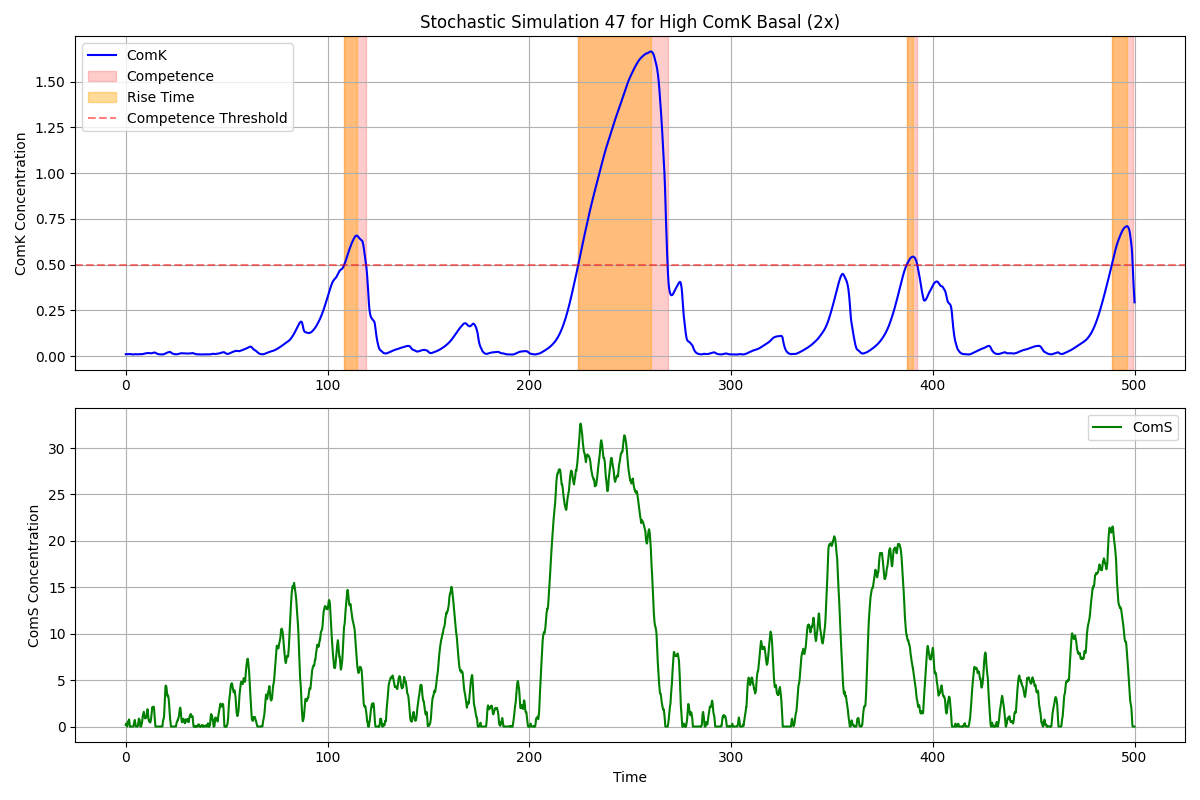 Stochastic Simulation 47 for High ComK Basal (2x)
ComK
Competence
Rise Time
Competence Threshold
ComK Concentration
1.50
1.25
1.00
0.75
0.50
0.25
0.00
0 100 200 300 400 500
ComS
ComS Concentration
30
25
20
15
10
5
0
0 100 200 300 400 500
Time